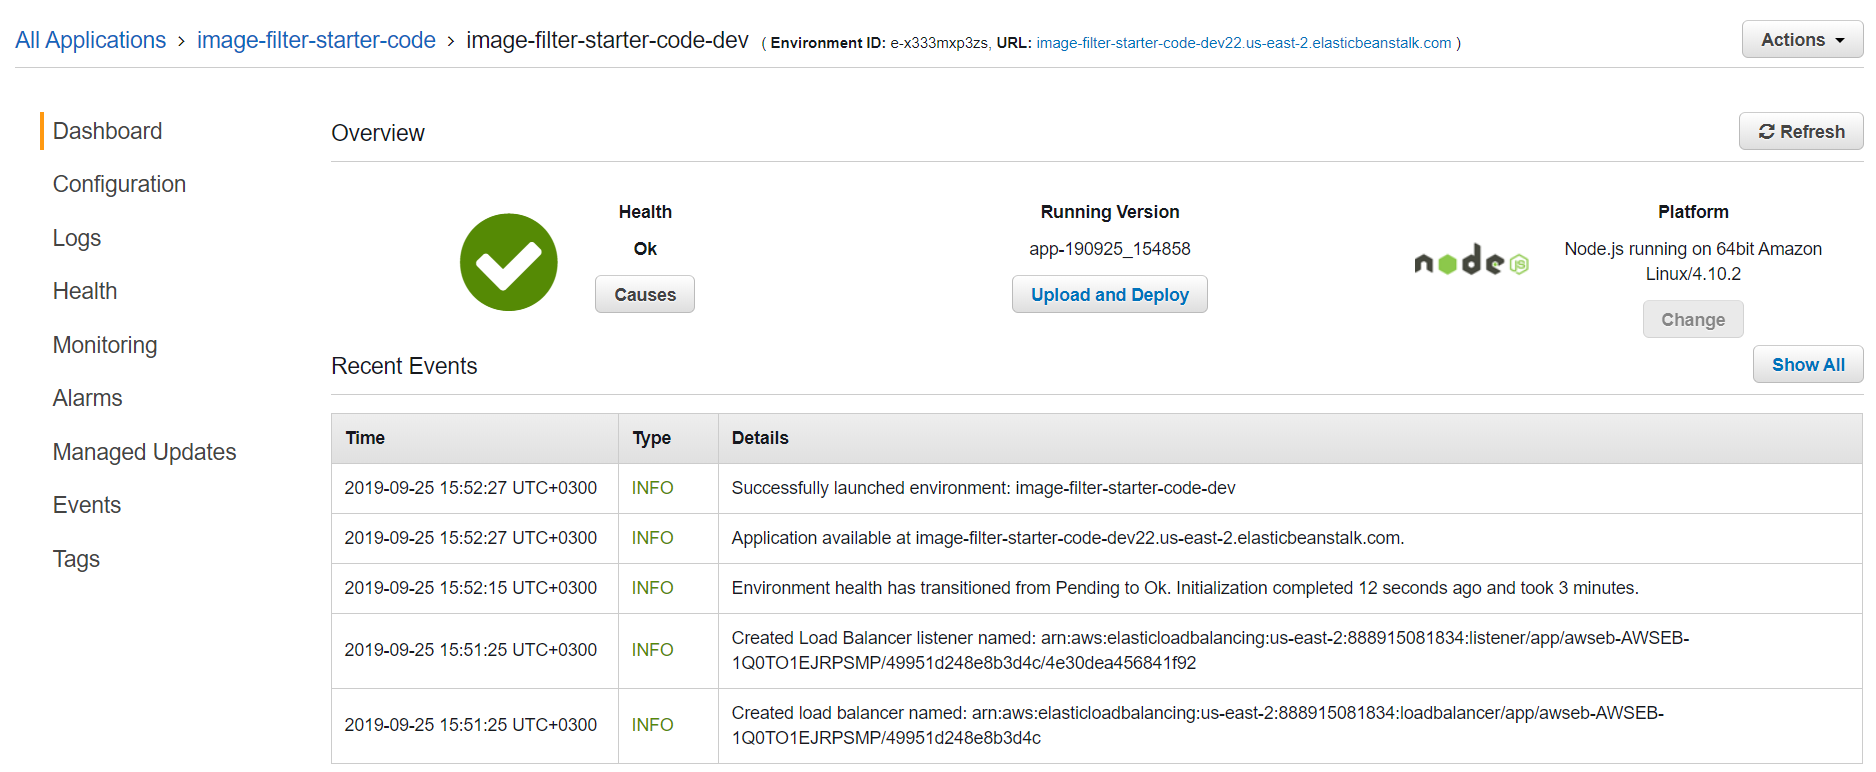 All Applications › image-filter-starter-code › image-filter-starter-code-dev ( Environment ID: e-x333mxp3zs, URL: image-filter-starter-code-dev22.us-east-2.elasticbeanstalk.com )
Actions
Dashboard
Configuration
Logs
Health
Monitoring
Alarms
Managed Updates
Events
Tags
Overview
Refresh
Health
Ok
Causes
Running Version
app-190925_154858
Upload and Deploy
node JS
Platform
Node.js running on 64bit Amazon
Linux/4.10.2
Change
Recent Events
Show All
Time Type Details
2019-09-25 15:52:27 UTC+0300 INFO Successfully launched environment: image-filter-starter-code-dev
2019-09-25 15:52:27 UTC+0300 INFO Application available at image-filter-starter-code-dev22.us-east-2.elasticbeanstalk.com.
2019-09-25 15:52:15 UTC+0300 INFO Environment health has transitioned from Pending to Ok. Initialization completed 12 seconds ago and took 3 minutes.
2019-09-25 15:51:25 UTC+0300 INFO Created Load Balancer listener named: arn:aws:elasticloadbalancing:us-east-2:888915081834:listener/app/awseb-AWSEB-
1Q0TO1EJRPSMP/49951d248e8b3d4c/4e30dea456841f92
2019-09-25 15:51:25 UTC+0300 INFO Created load balancer named: arn:aws:elasticloadbalancing:us-east-2:888915081834:loadbalancer/app/awseb-AWSEB-
1Q0TO1EJRPSMP/49951d248e8b3d4c